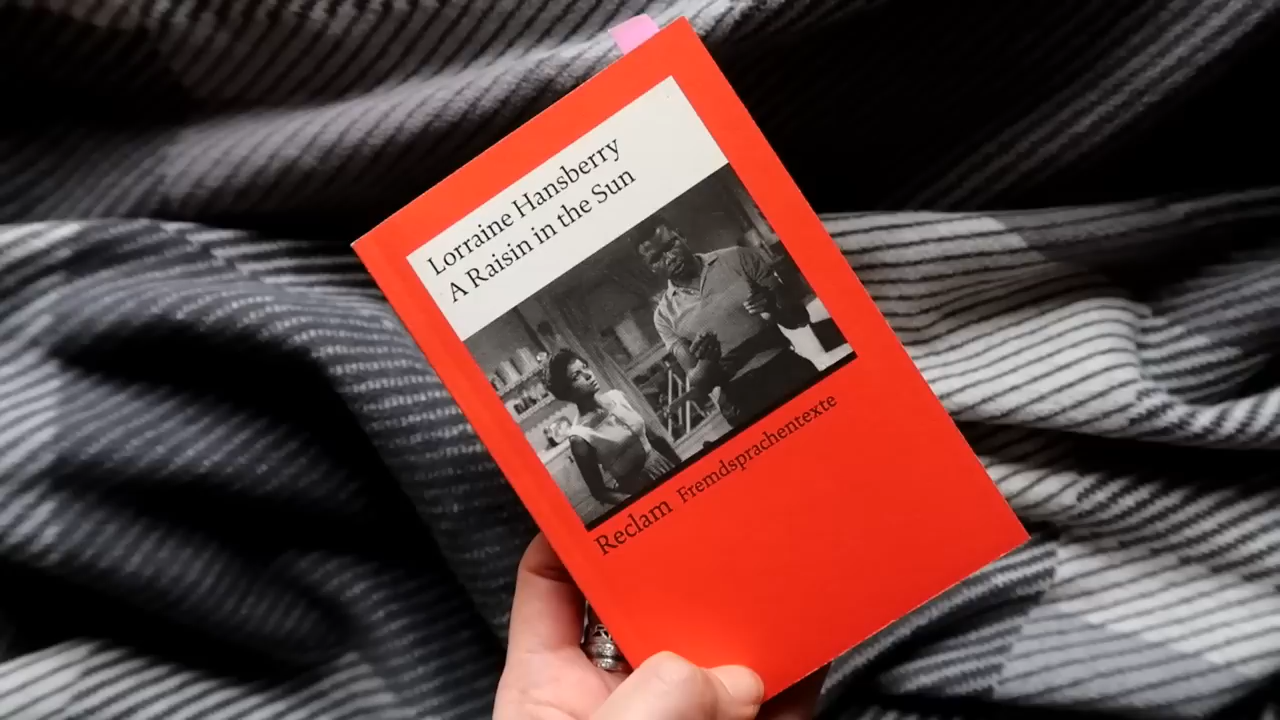 Lorraine Hansberry
A Raisin in the Sun
Reclam Fremdsprachentexte